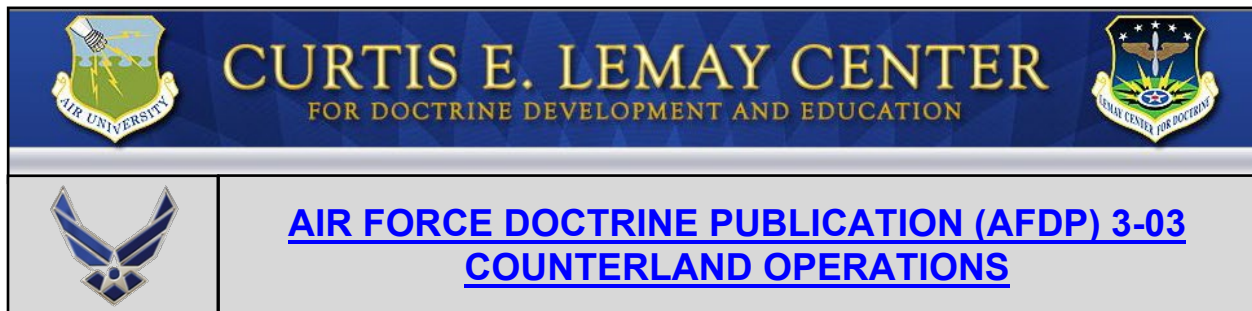 CURTIS E. LEMAY CENTER
FOR DOCTRINE DEVELOPMENT AND EDUCATION
AIR UNIVERSITY
LEMAY CENTER FOR DOCTRINE
AIR FORCE DOCTRINE PUBLICATION (AFDP) 3-03
COUNTERLAND OPERATIONS